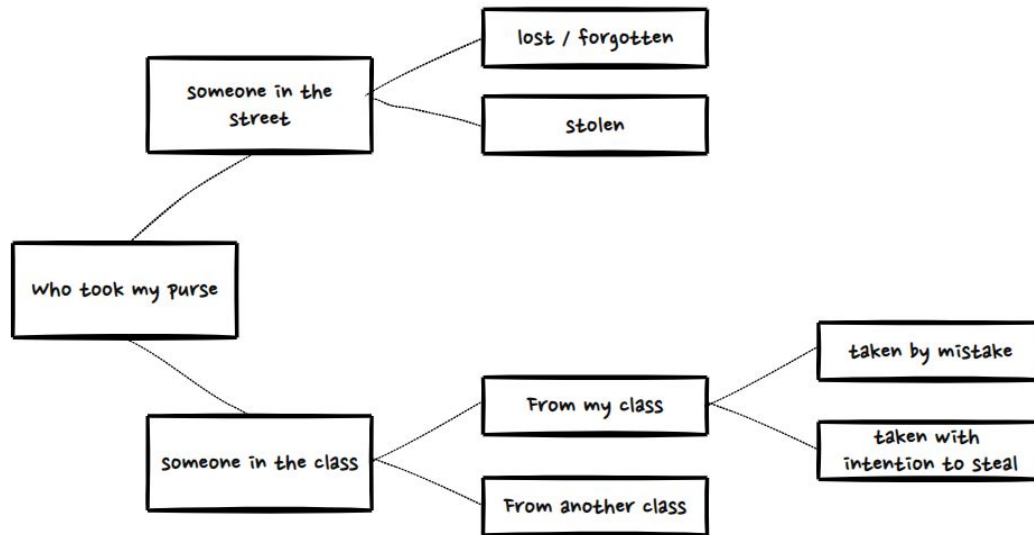 lost / forgotten
someone in the
street
stolen
Who took my purse
taken by mistake
From my class
someone in the class
taken with
intention to steal
From another class